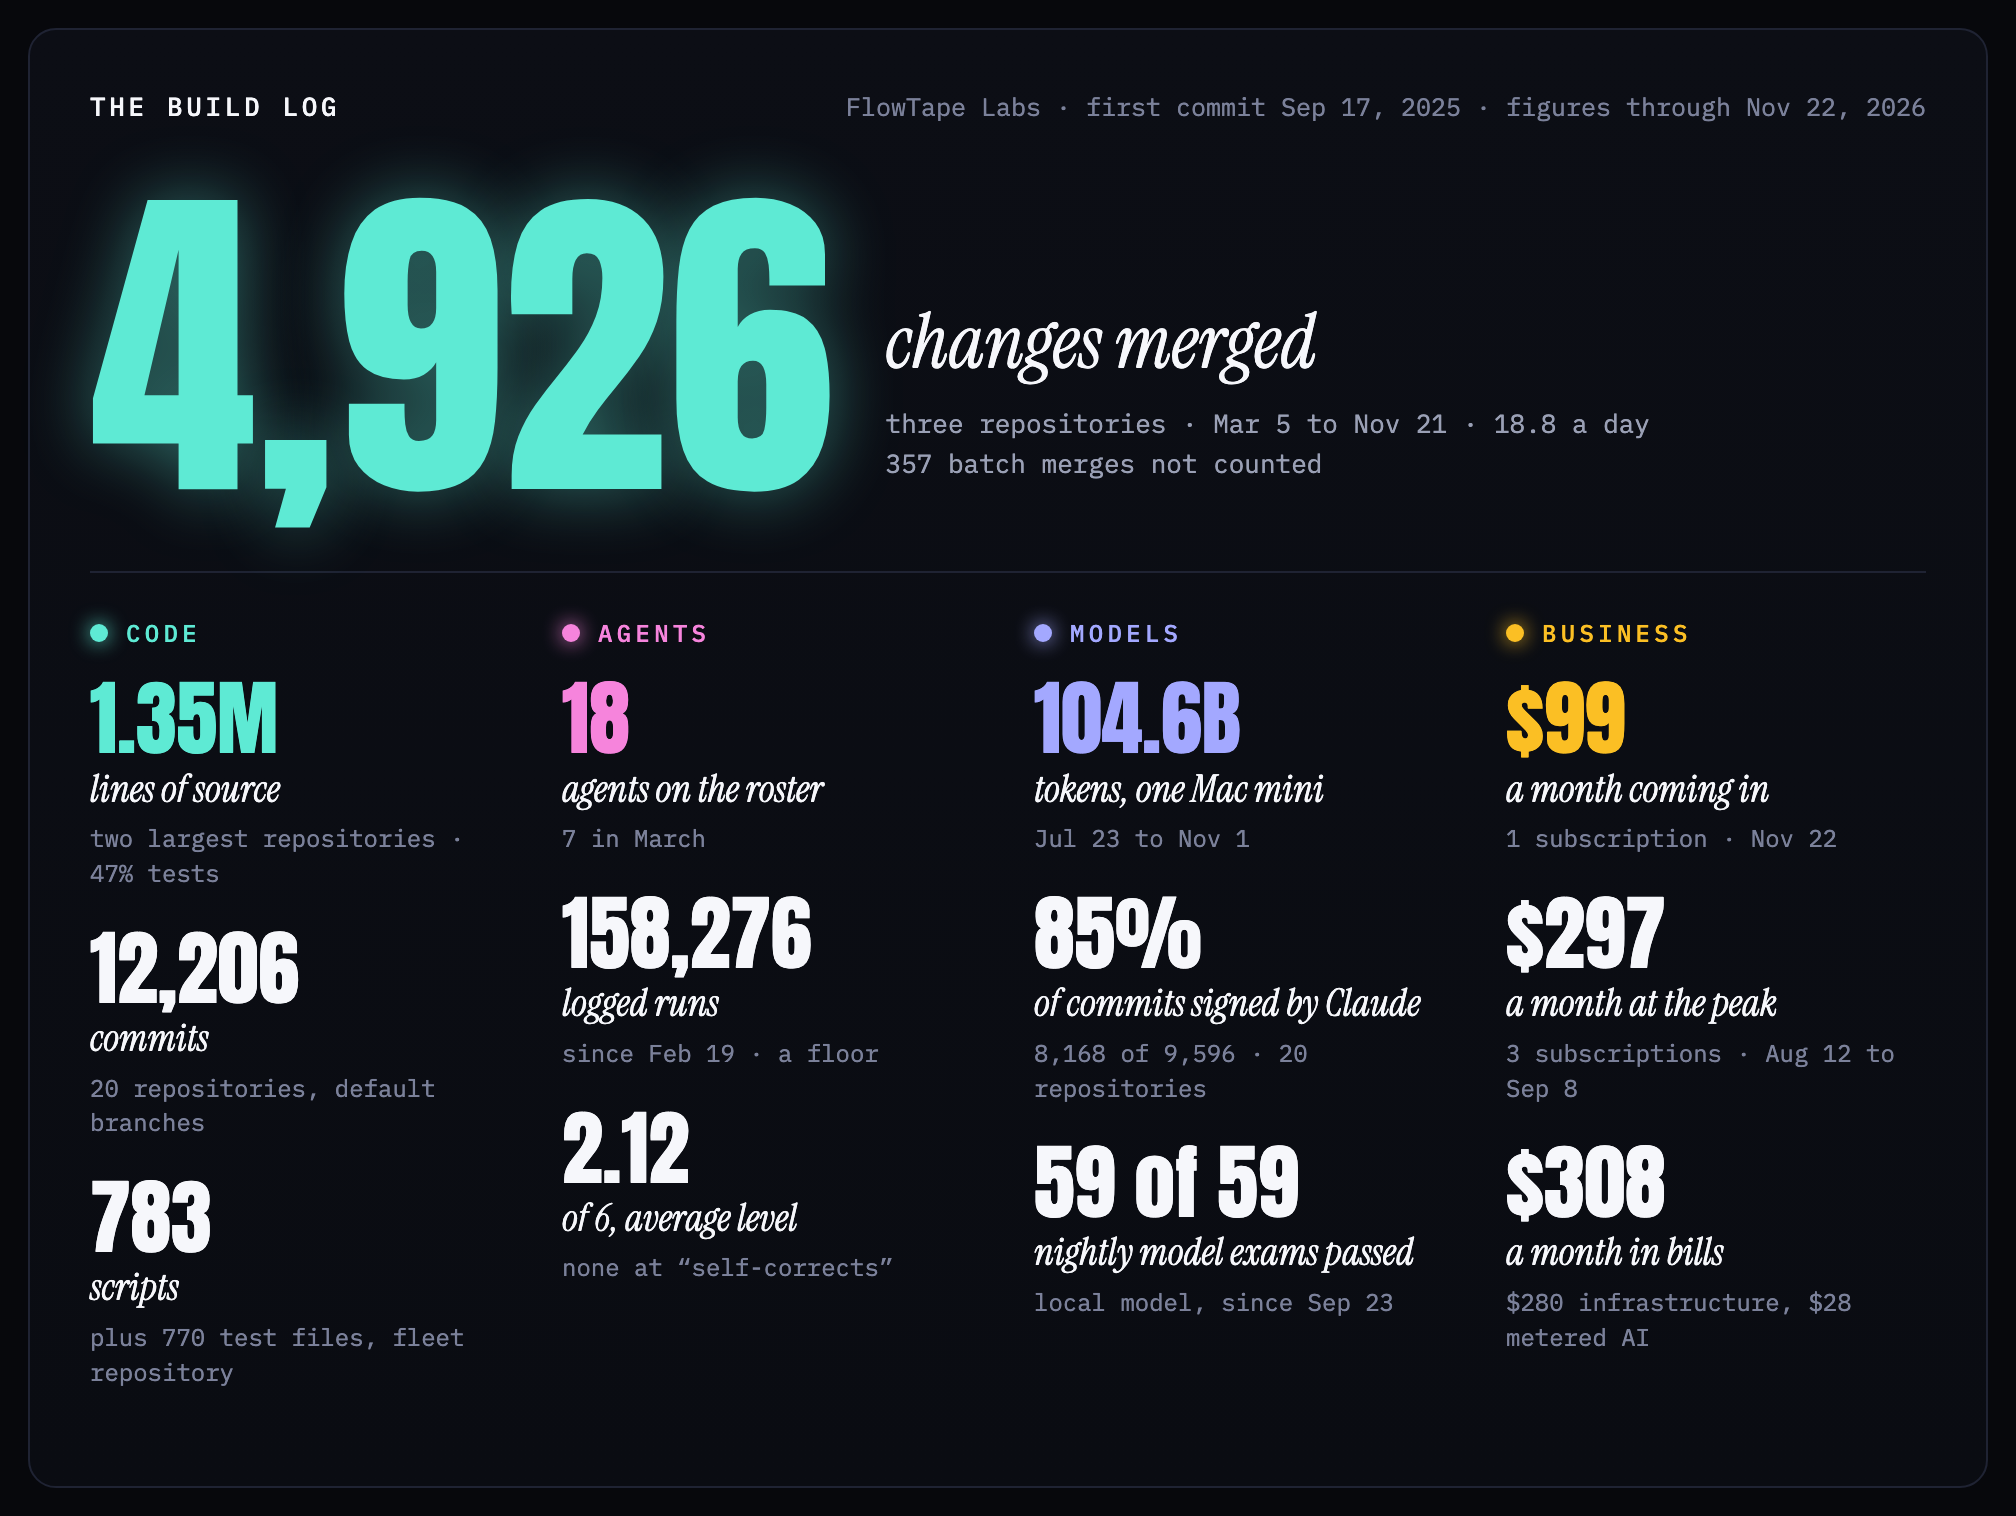 THE BUILD LOG
FlowTape Labs · first commit Sep 17, 2025 · figures through Nov 22, 2026
4,926
changes merged
three repositories · Mar 5 to Nov 21 · 18.8 a day
357 batch merges not counted
CODE
1.35M
lines of source
two largest repositories ·
47% tests
12,206
commits
20 repositories, default
branches
783
scripts
plus 770 test files, fleet
repository
AGENTS
18
agents on the roster
7 in March
158,276
logged runs
since Feb 19 · a floor
2.12
of 6, average level
none at “self-corrects”
MODELS
104.6B
tokens, one Mac mini
Jul 23 to Nov 1
85%
of commits signed by Claude
8,168 of 9,596 · 20
repositories
59 of 59
nightly model exams passed
local model, since Sep 23
BUSINESS
$99
a month coming in
1 subscription · Nov 22
$297
a month at the peak
3 subscriptions · Aug 12 to
Sep 8
$308
a month in bills
$280 infrastructure, $28
metered AI